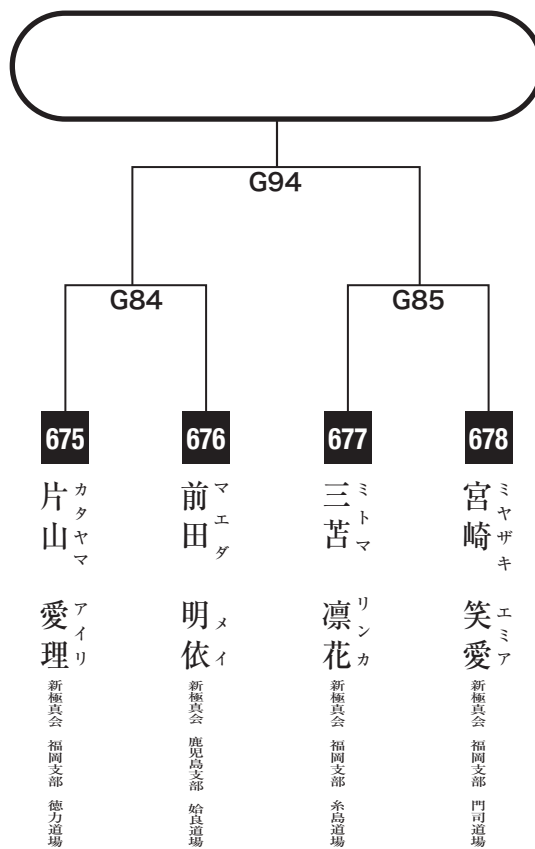 G94
G84
G85
675
676
677
678
片山 愛理
カタヤマ アイリ
新極真会 福岡支部 徳力道場
前田 明依
マエダ メイ
新極真会 鹿児島支部 姶良道場
三苫 凛花
ミトマ リンカ
新極真会 福岡支部 糸島道場
宮崎 笑愛
ミヤザキ エミア
新極真会 福岡支部 門司道場